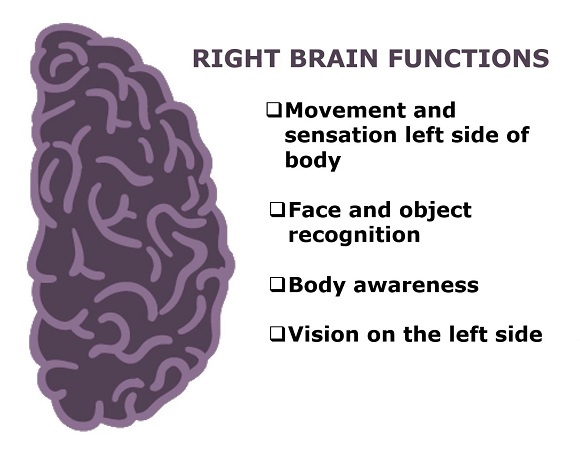 RIGHT BRAIN FUNCTIONS
❑Movement and
sensation left side of
body
❑Face and object
recognition
❑Body awareness
❑Vision on the left side